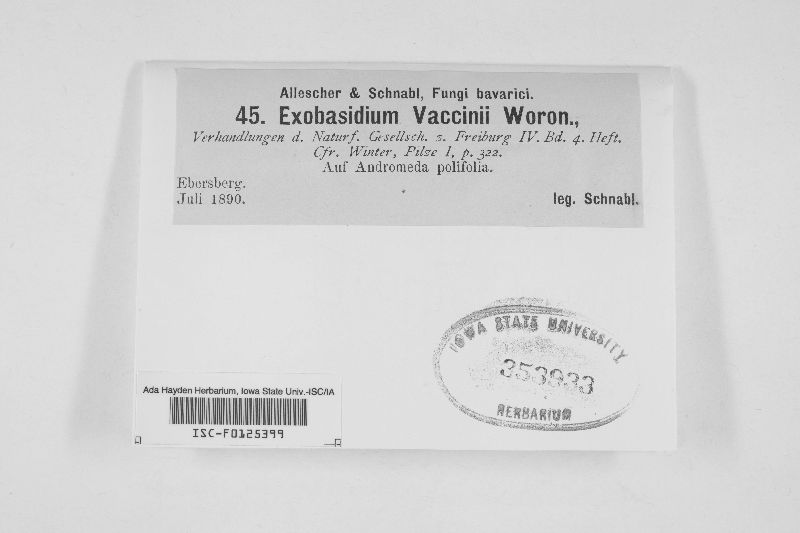 Allescher & Schnabl, Fungi bavarici.
45. Exobasidium Vaccinii Woron.,
Verhandlungen d. Naturf. Gesellsch. z. Freiburg IV. Bd. 4. Heft.
Cfr. Winter, Pilze I, p. 322.
Auf Andromeda polifolia.
Ebersberg.
Juli 1890. leg. Schnabl.
IOWA STATE UNIVERSITY
353933
HERBARIUM
Ada Hayden Herbarium, Iowa State Univ.-ISC/IA
ISC-F0125399